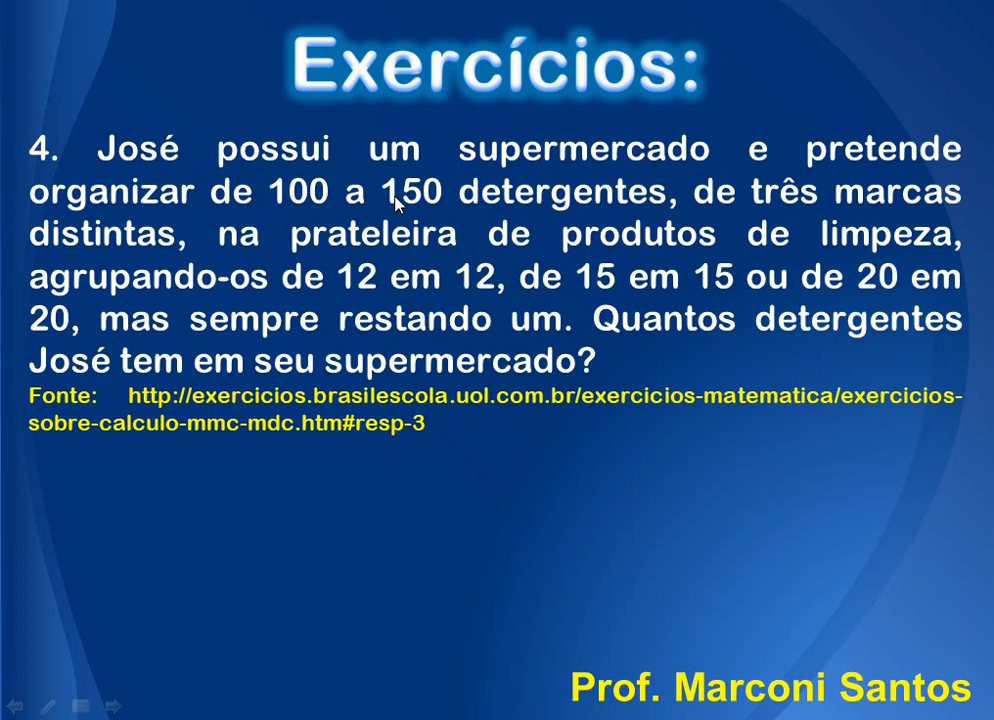 Exercícios:
4. José possui um supermercado e pretende
organizar de 100 a 150 detergentes, de três marcas
distintas, na prateleira de produtos de limpeza,
agrupando-os de 12 em 12, de 15 em 15 ou de 20 em
20, mas sempre restando um. Quantos detergentes
José tem em seu supermercado?
Fonte: http://exercicios.brasilescola.uol.com.br/exercicios-matematica/exercicios-
sobre-calculo-mmc-mdc.htm#resp-3
Prof. Marconi Santos